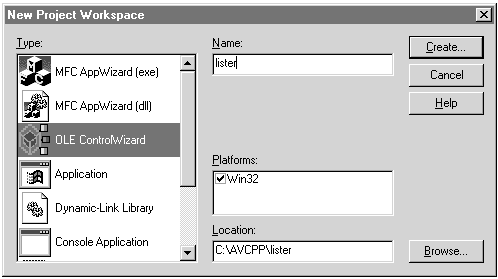 New Project Workspace
Type:
MFC AppWizard (exe)
MFC AppWizard (dll)
OLE ControlWizard
Application
Dynamic-Link Library
Console Application
Name:
lister
Platforms:
Win32
Location:
C:\AVCPP\lister
Create...
Cancel
Help
Browse...